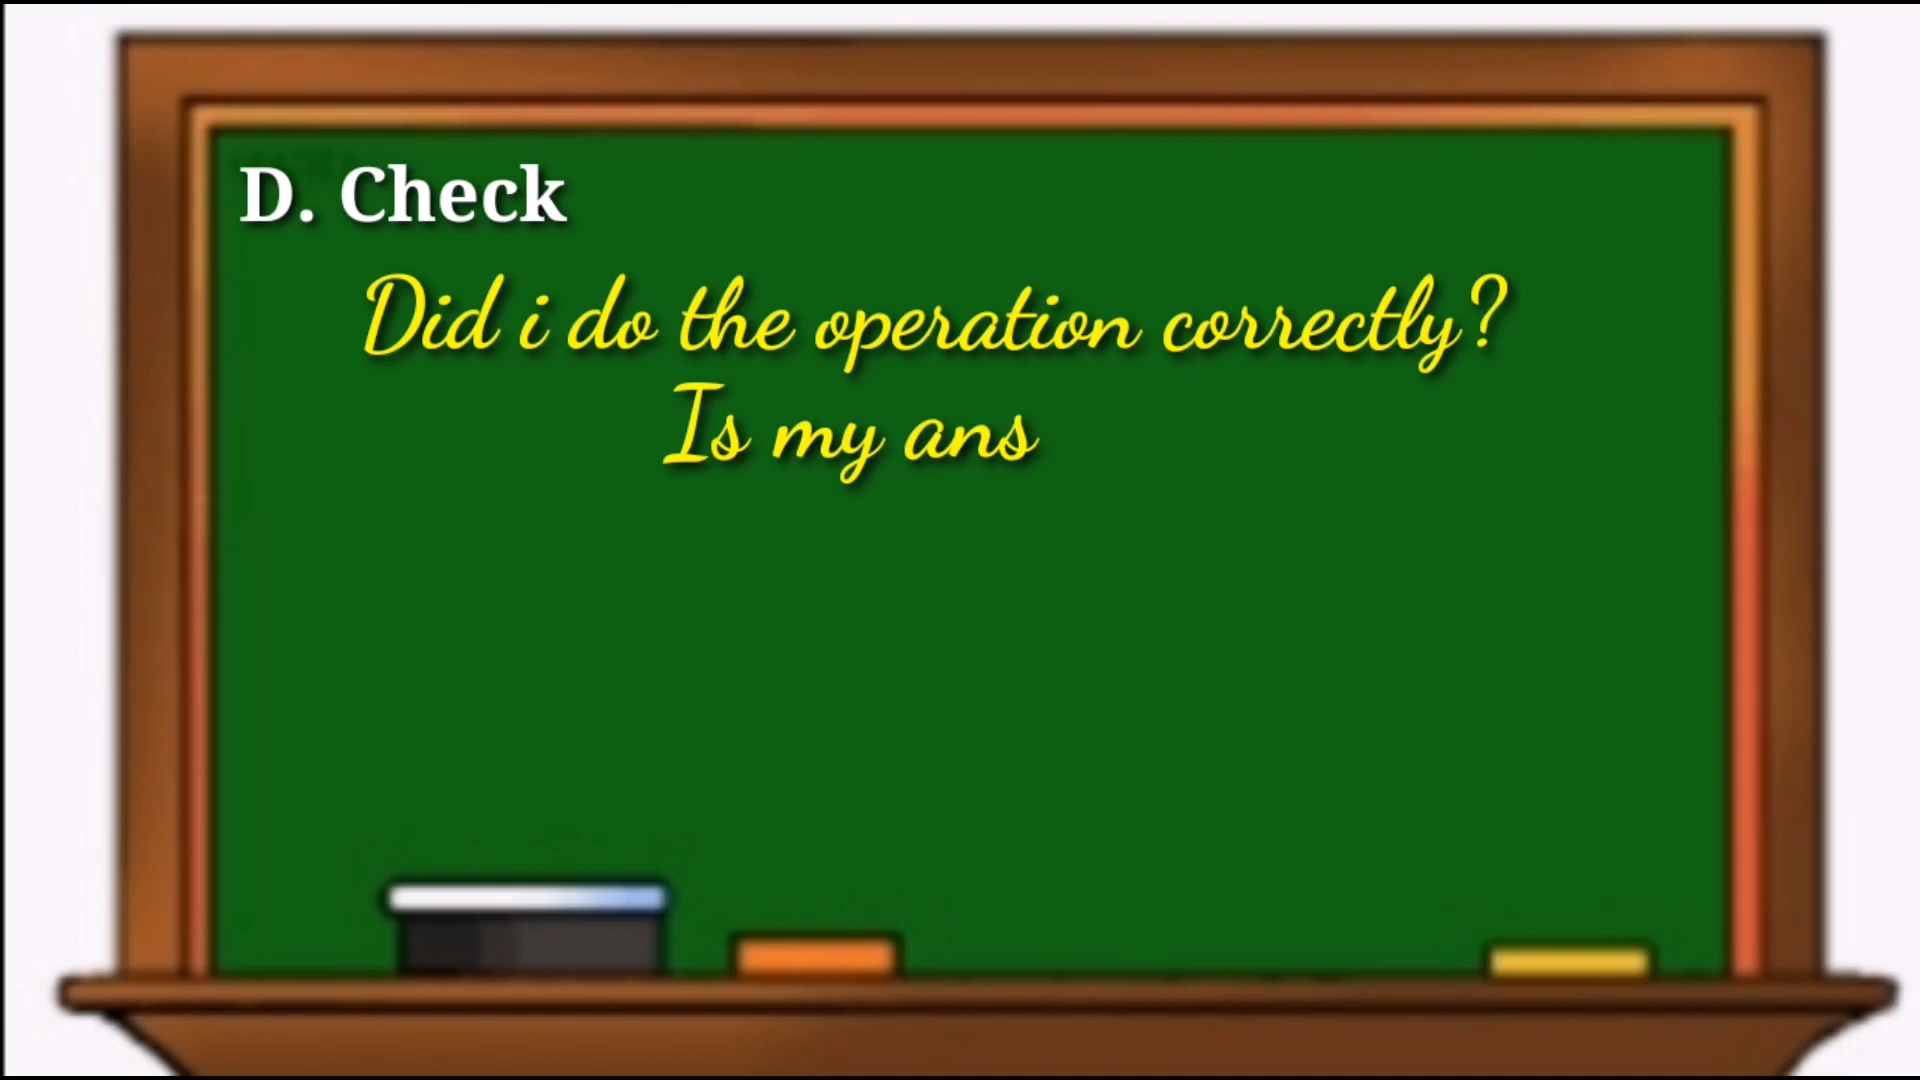 D. Check
Did i do the operation correctly?
Is my ans